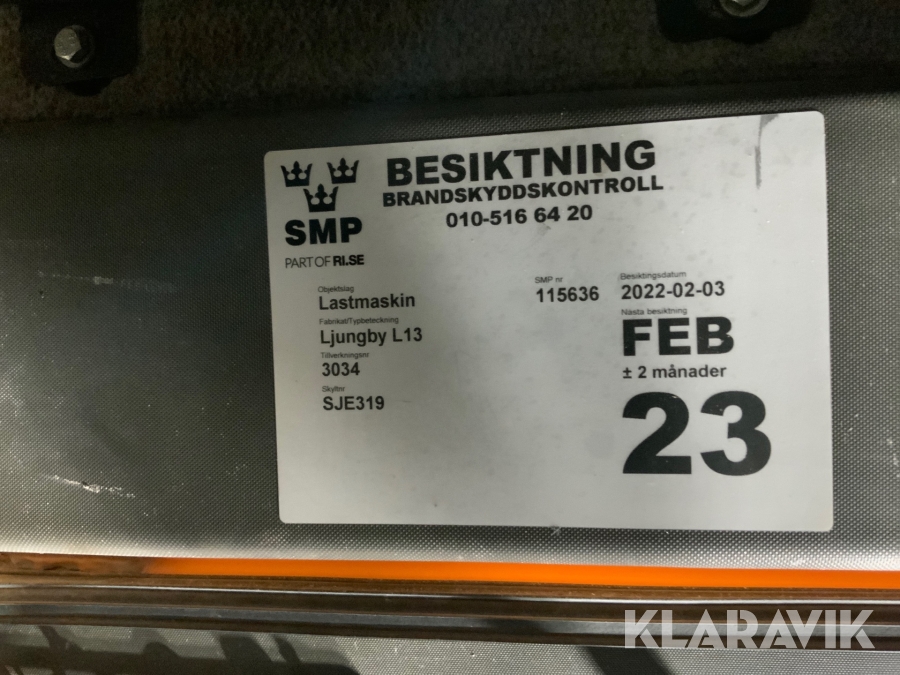 BESIKTNING
BRANDSKYDDSKONTROLL
010-516 64 20
SMP
PART OF RI.SE
Objektslag
Lastmaskin
Fabrikat/Typbeteckning
Ljungby L13
Tillverkningsnr
3034
Skyltnr
SJE319
SMP nr
115636
Besiktingsdatum
2022-02-03
Nästa besiktning
FEB
± 2 månader
23
KLARAVIK